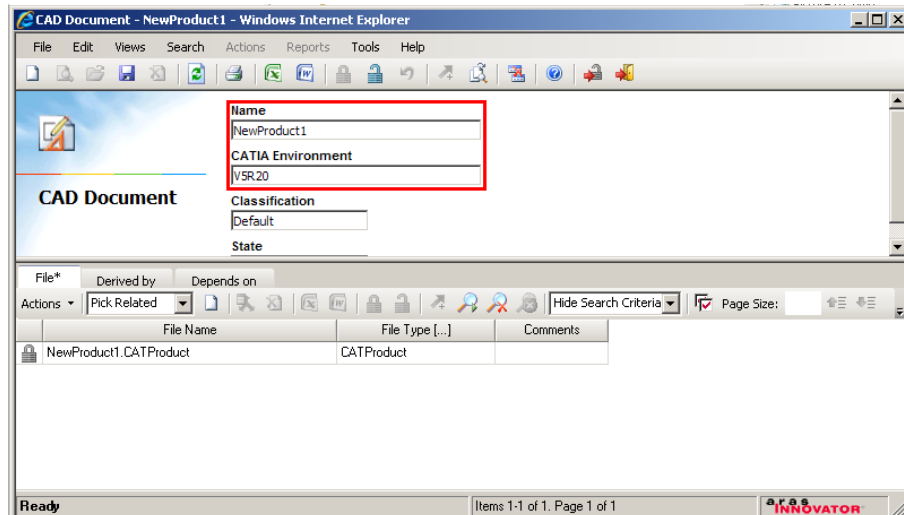 CAD Document - NewProduct1 - Windows Internet Explorer
File Edit Views Search Actions Reports Tools Help
Name
NewProduct1
CATIA Environment
V5R20
CAD Document
Classification
Default
State
File* Derived by Depends on
Actions Pick Related Hide Search Criteria Page Size:
File Name File Type [...] Comments
NewProduct1.CATProduct CATProduct
Ready Items 1-1 of 1. Page 1 of 1 aras INNOVATOR